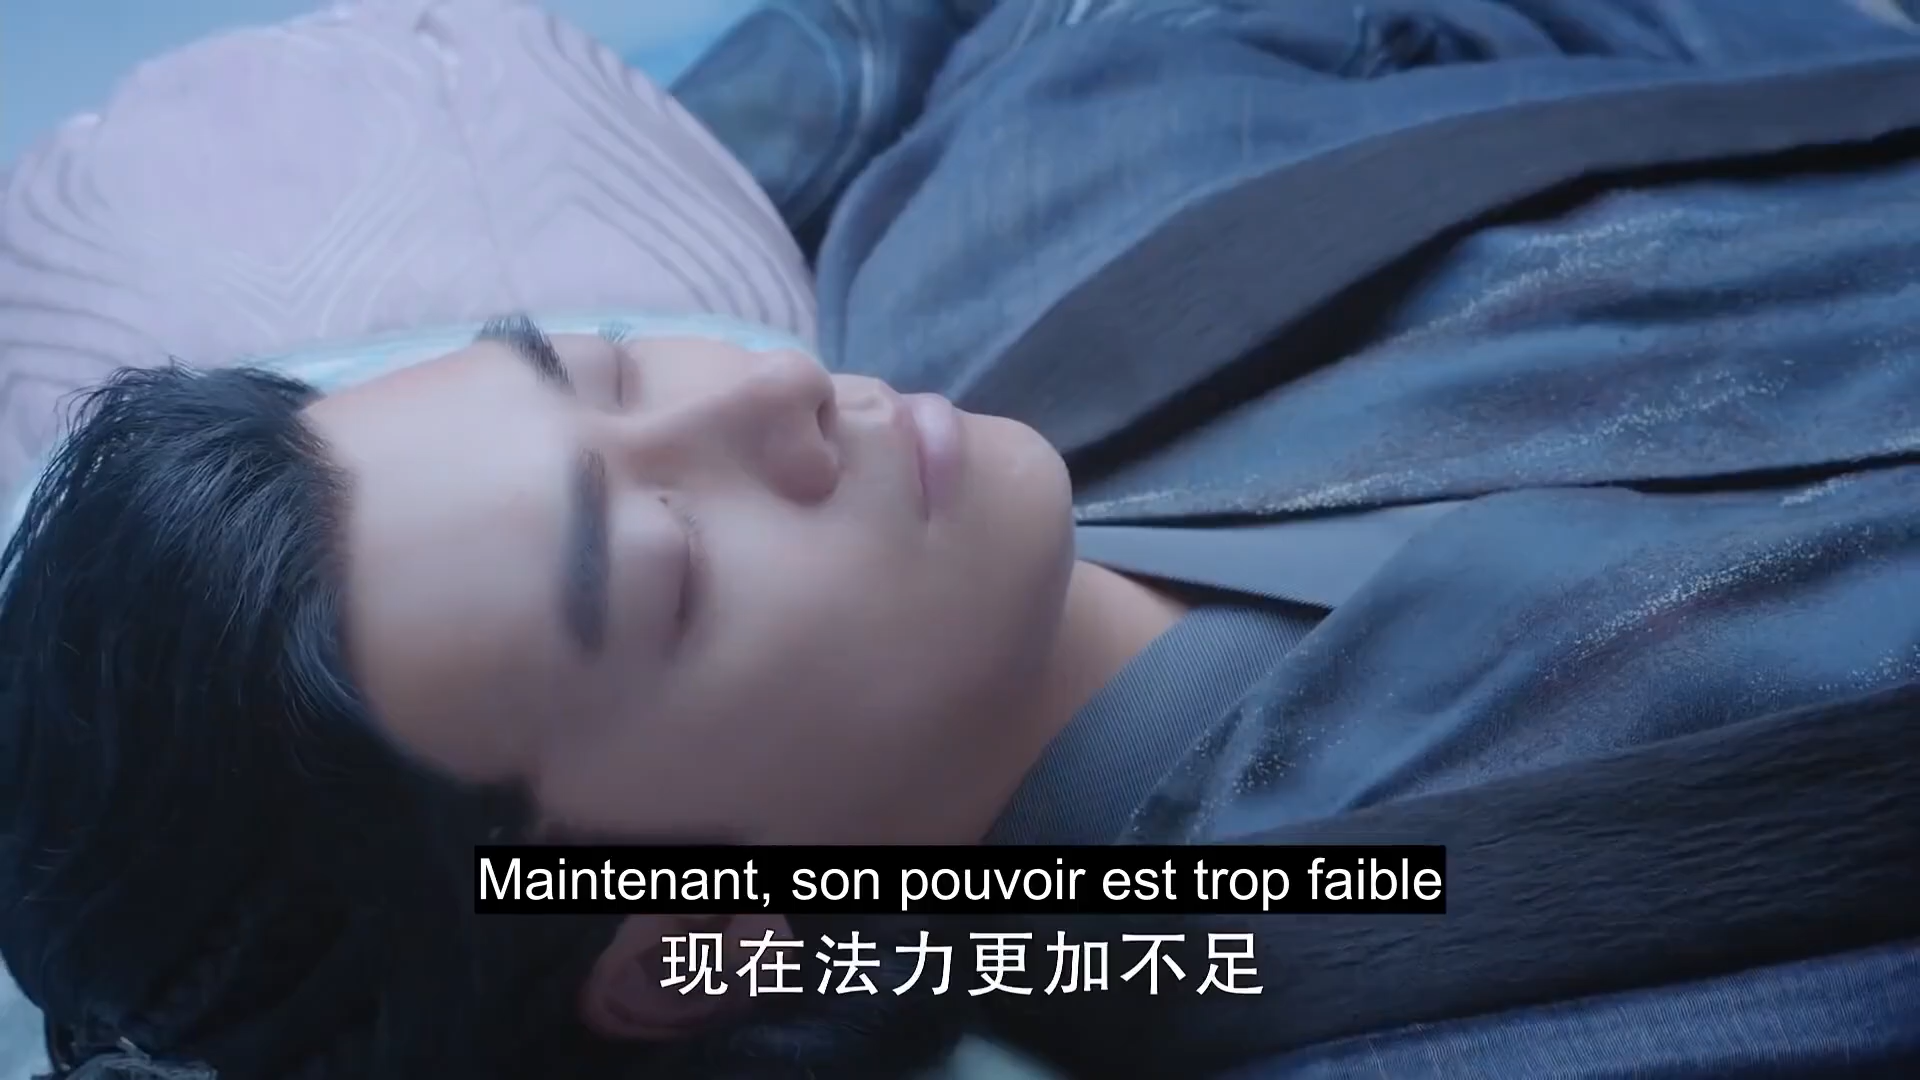 Maintenant, son pouvoir est trop faible
现在法力更加不足